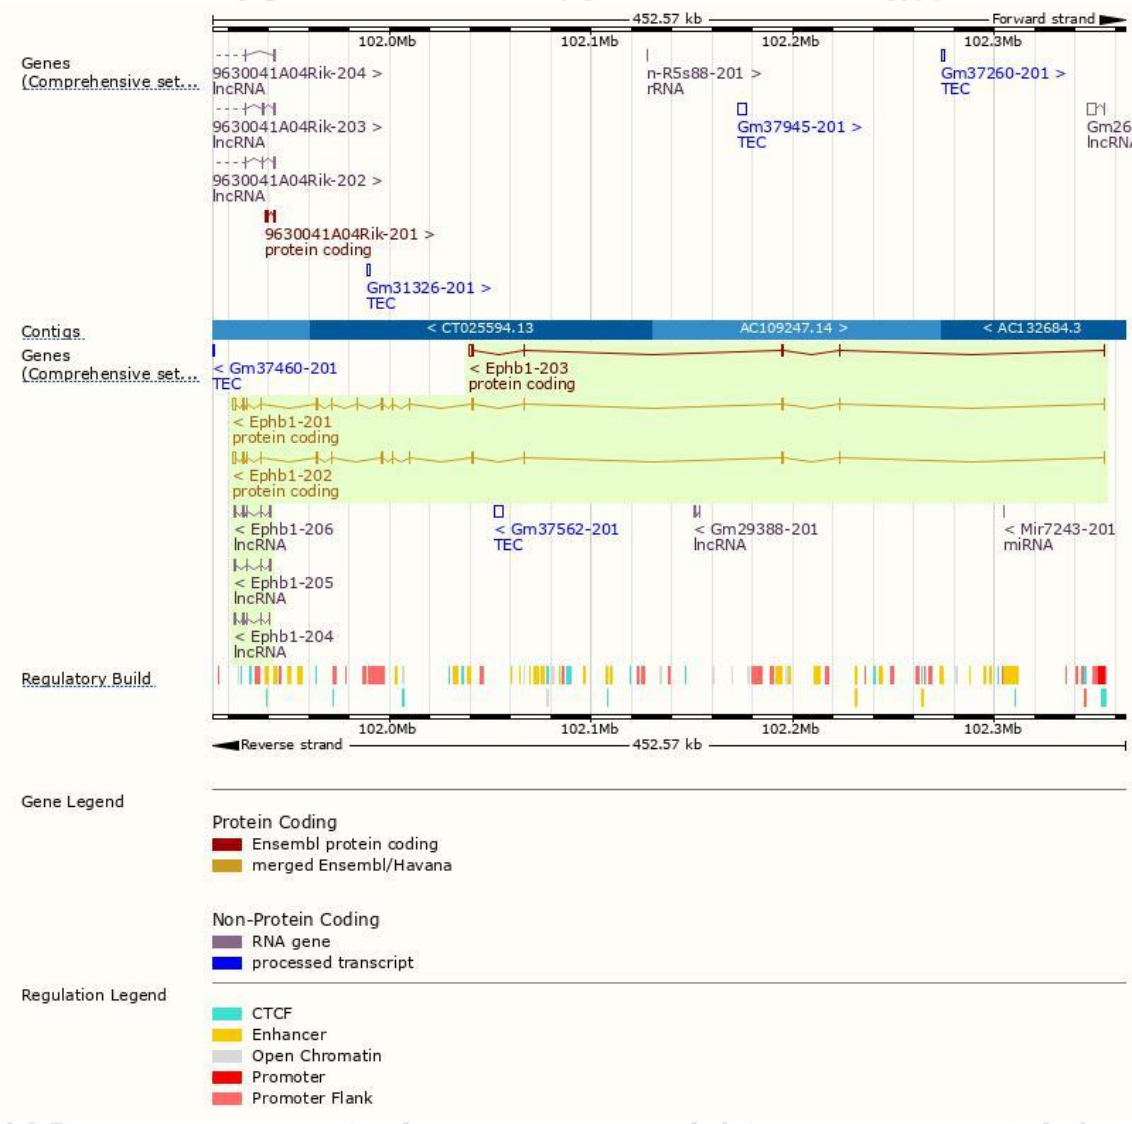 452.57 kb Forward strand
102.0Mb 102.1Mb 102.2Mb 102.3Mb
Genes
(Comprehensive set...
9630041A04Rik-204 > n-R5s88-201 > Gm37260-201 >
lncRNA rRNA TEC
9630041A04Rik-203 > Gm37945-201 > Gm26
lncRNA TEC lncRN
9630041A04Rik-202 >
lncRNA
9630041A04Rik-201 >
protein coding
Gm31326-201 >
TEC
Contigs < CT025594.13 AC109247.14 > < AC132684.3
Genes
(Comprehensive set...
< Gm37460-201 < Ephb1-203
TEC protein coding
< Ephb1-201
protein coding
< Ephb1-202
protein coding
< Ephb1-206 < Gm37562-201 < Gm29388-201 < Mir7243-201
lncRNA TEC lncRNA miRNA
< Ephb1-205
lncRNA
< Ephb1-204
lncRNA
Regulatory Build
102.0Mb 102.1Mb 102.2Mb 102.3Mb
Reverse strand 452.57 kb
Gene Legend
Protein Coding
Ensembl protein coding
merged Ensembl/Havana
Non-Protein Coding
RNA gene
processed transcript
Regulation Legend
CTCF
Enhancer
Open Chromatin
Promoter
Promoter Flank